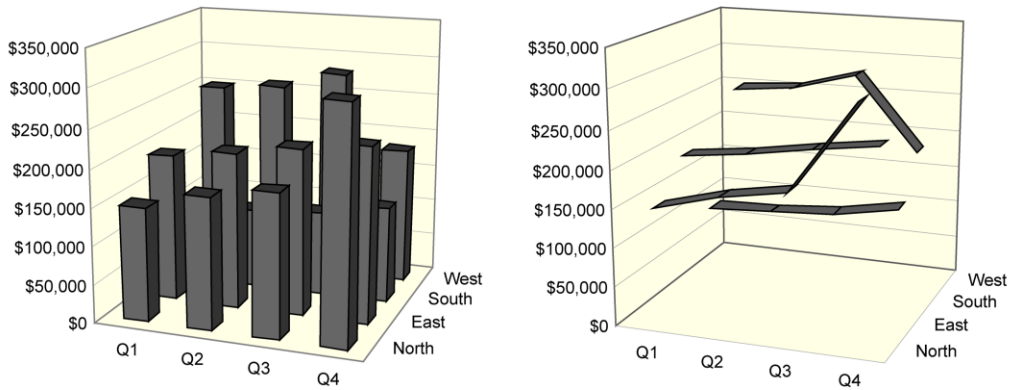 $350,000
$300,000
$250,000
$200,000
$150,000
$100,000
$50,000
$0
Q1
Q2
Q3
Q4
North
East
South
West
$350,000
$300,000
$250,000
$200,000
$150,000
$100,000
$50,000
$0
Q1
Q2
Q3
Q4
North
East
South
West